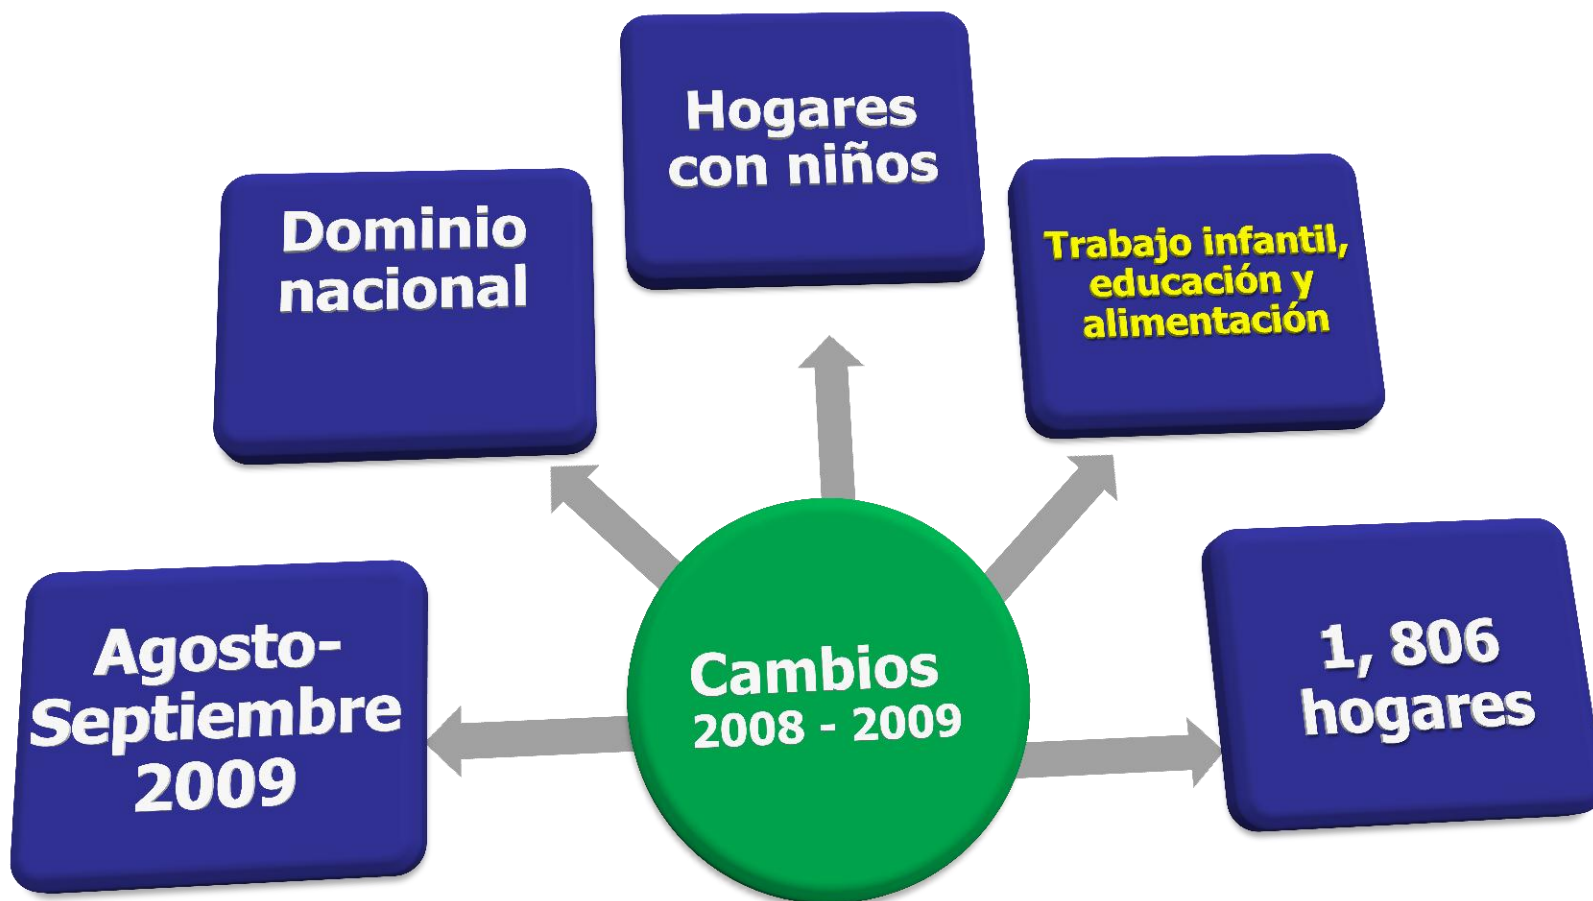 Hogares
con niños
Dominio
nacional
Trabajo infantil,
educación y
alimentación
Agosto-
Septiembre
2009
Cambios
2008 - 2009
1, 806
hogares